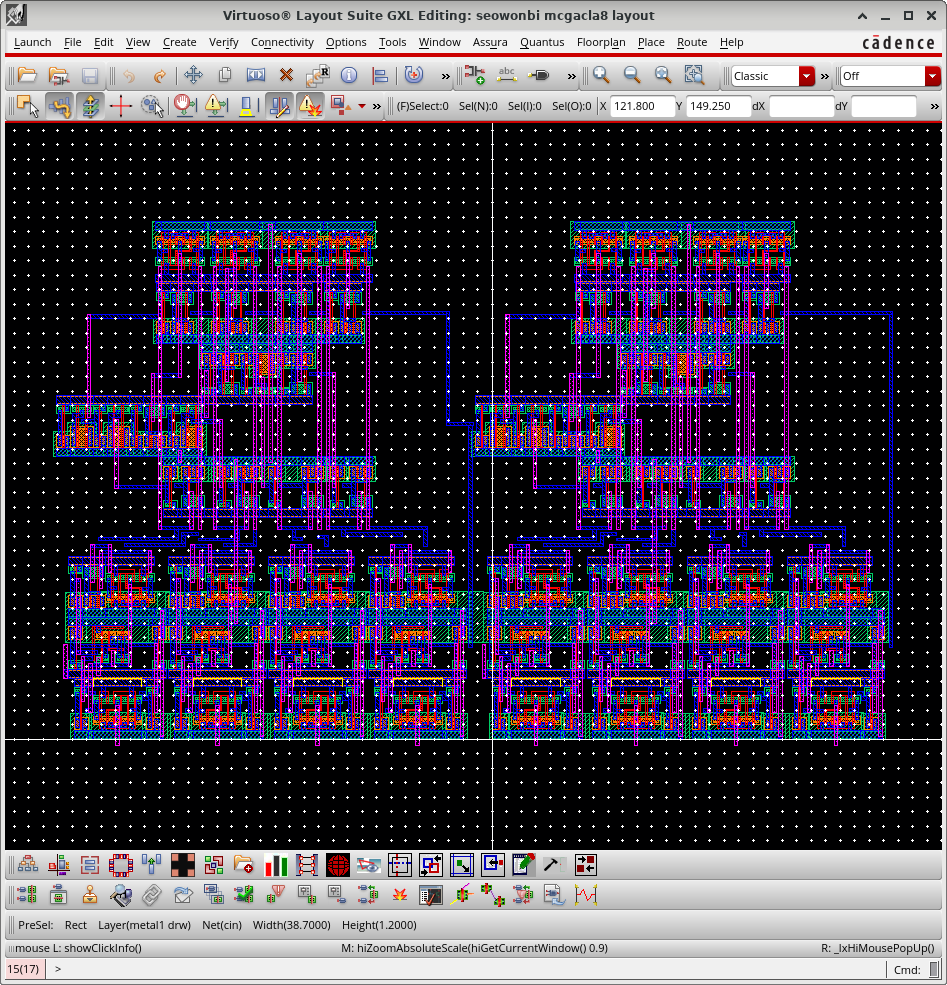 Virtuoso® Layout Suite GXL Editing: seowonbi mcgacla8 layout
Launch File Edit View Create Verify Connectivity Options Tools Window Assura Quantus Floorplan Place Route Help cādence
abc Classic Off
(F)Select:0 Sel(N):0 Sel(I):0 Sel(O):0 X 121.800 Y 149.250 dX dY
PreSel: Rect Layer(metal1 drw) Net(cin) Width(38.7000) Height(1.2000)
mouse L: showClickInfo() M: hiZoomAbsoluteScale(hiGetCurrentWindow() 0.9) R: _lxHiMousePopUp()
15(17) > Cmd: